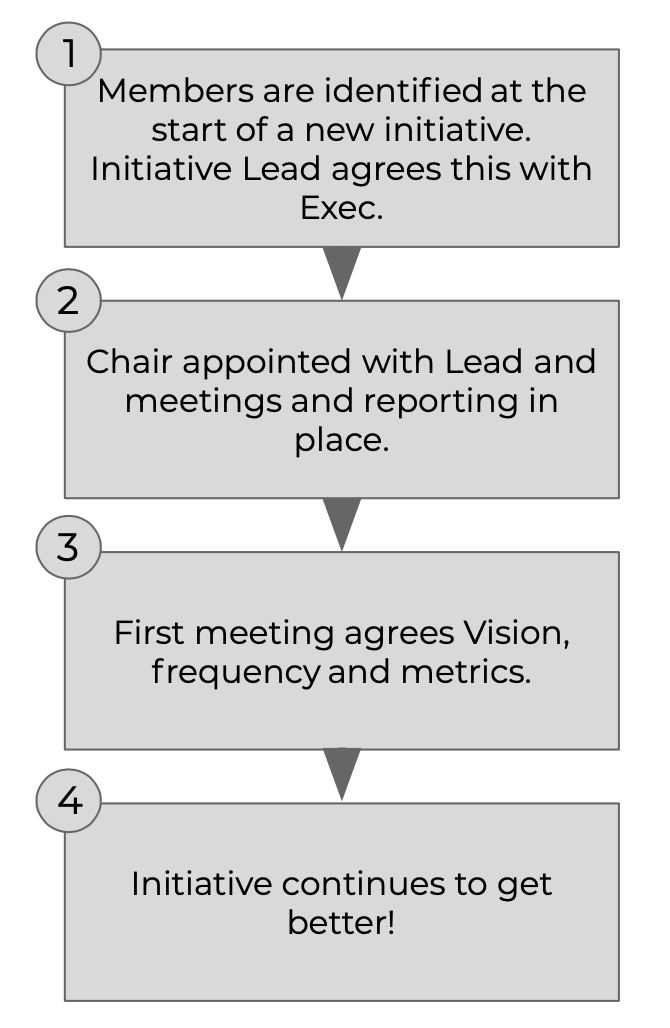 1
Members are identified at the
start of a new initiative.
Initiative Lead agrees this with
Exec.
2
Chair appointed with Lead and
meetings and reporting in
place.
3
First meeting agrees Vision,
frequency and metrics.
4
Initiative continues to get
better!